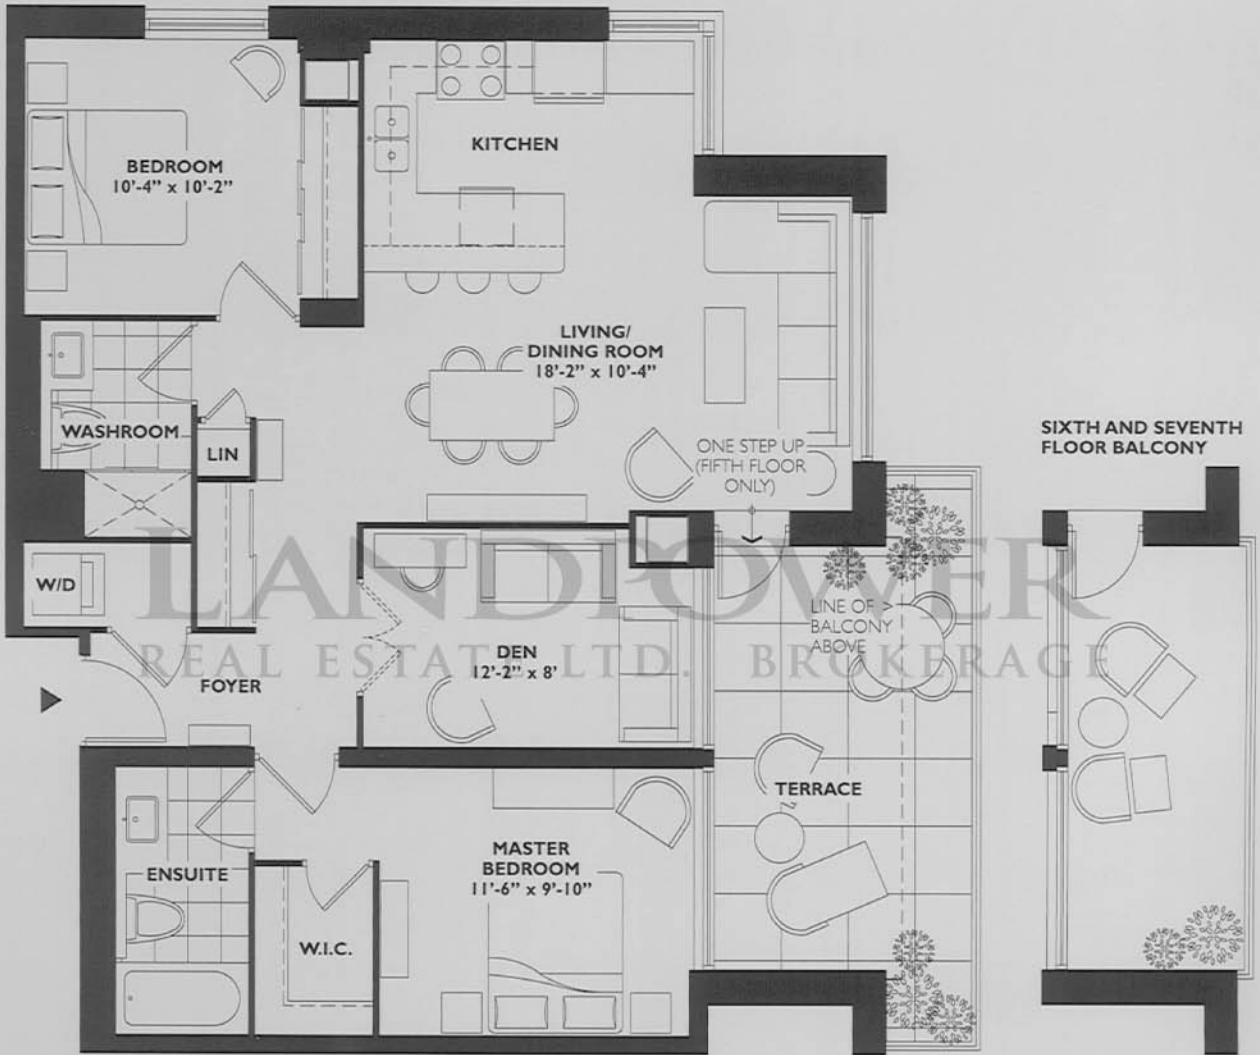 KITCHEN
BEDROOM
10'-4" x 10'-2"
LIVING/
DINING ROOM
18'-2" x 10'-4"
WASHROOM
LIN
ONE STEP UP
(FIFTH FLOOR
ONLY)
SIXTH AND SEVENTH
FLOOR BALCONY
LANDPOWER
REAL ESTATE LTD. BROKERAGE
W/D
LINE OF >
BALCONY
ABOVE
DEN
12'-2" x 8'
FOYER
TERRACE
MASTER
BEDROOM
11'-6" x 9'-10"
ENSUITE
W.I.C.